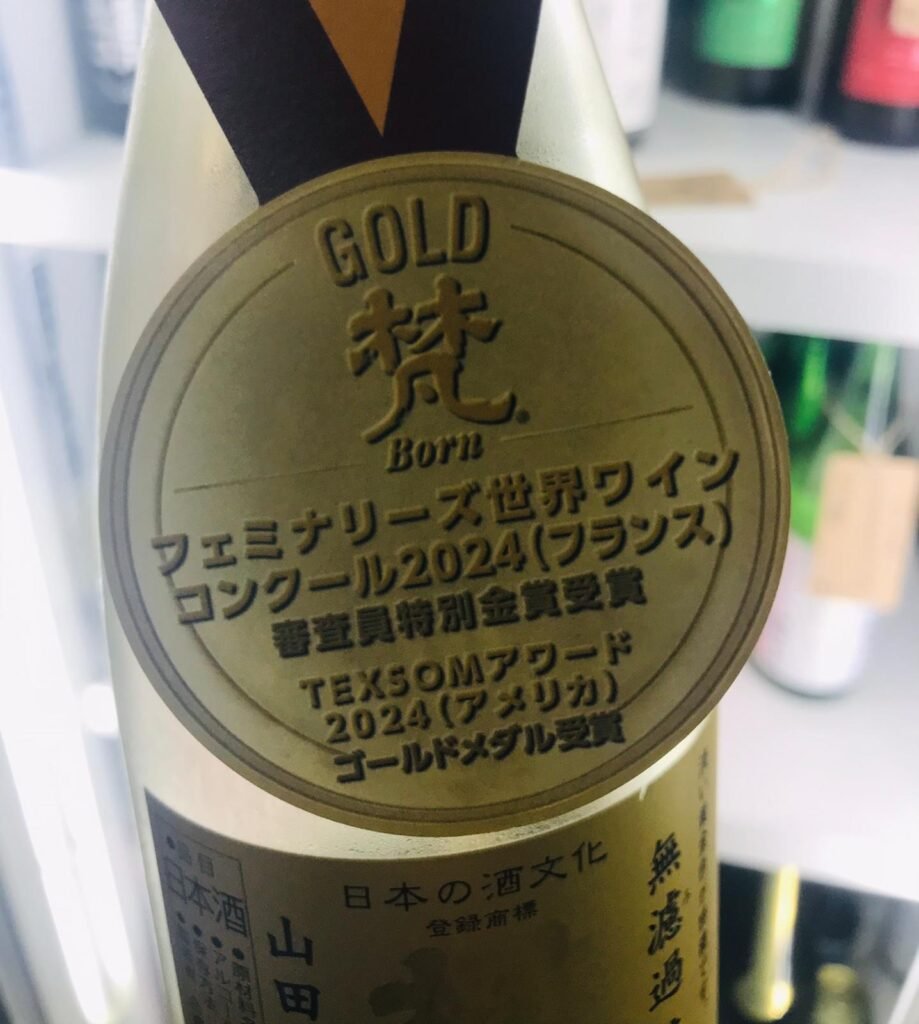 GOLD
梵®
Born
フェミナリーズ世界ワイン
コンクール2024(フランス)
審査員特別金賞受賞
TEXSOMアワード
2024(アメリカ)
ゴールドメダル受賞
日本の酒文化
登録商標
無濾過
山田
●品目
日本酒